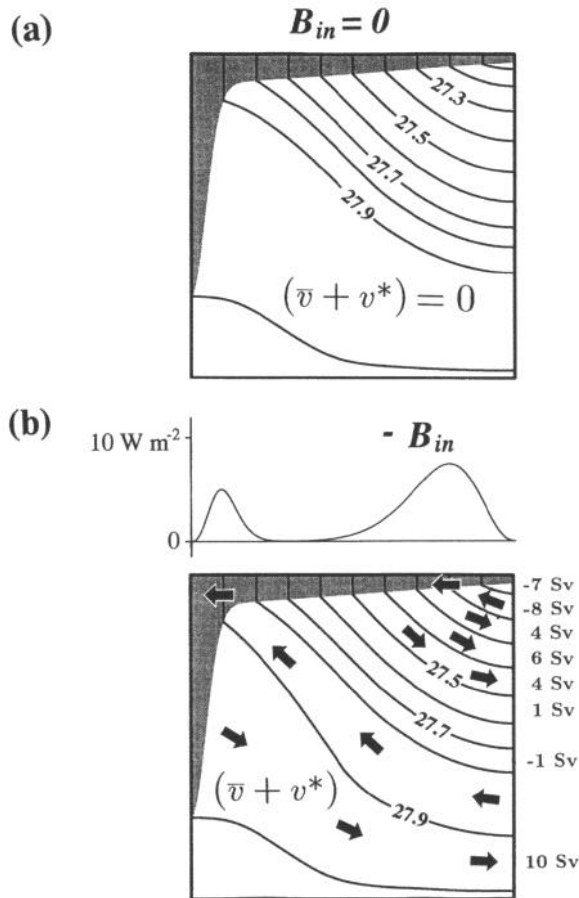 (a)
B_in = 0
27.3
27.5
27.7
27.9
(v̅ + v*) = 0
(b)
10 W m⁻²
- B_in
0
-7 Sv
-8 Sv
4 Sv
6 Sv
4 Sv
27.5
1 Sv
27.7
-1 Sv
(v̅ + v*)
27.9
10 Sv